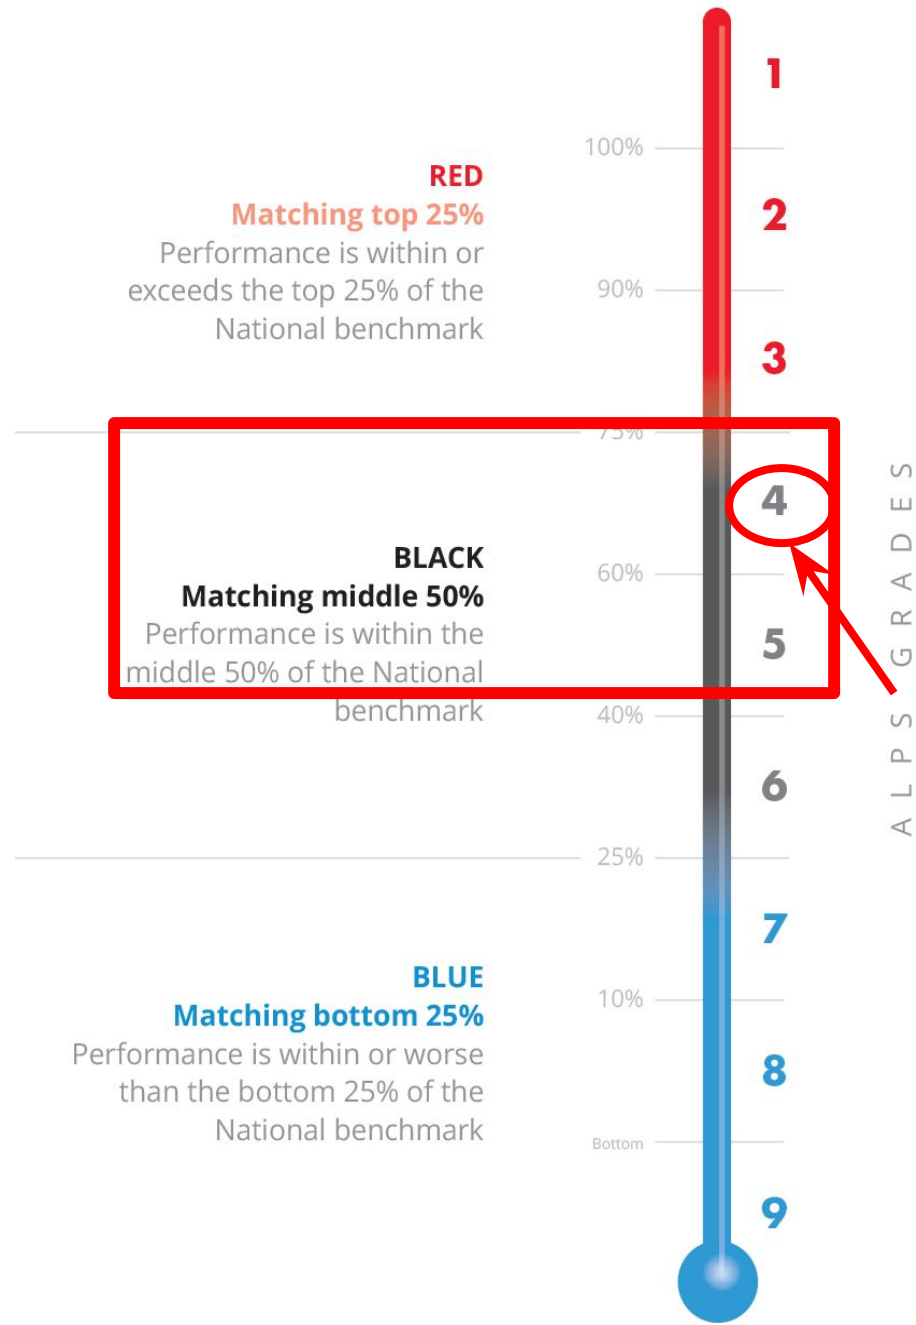 1
100%
RED
Matching top 25%
2
Performance is within or
exceeds the top 25% of the
90%
National benchmark
3
75%
4
BLACK
60%
Matching middle 50%
Performance is within the
5
middle 50% of the National
benchmark
40%
6
25%
7
BLUE
10%
Matching bottom 25%
Performance is within or worse
8
than the bottom 25% of the
National benchmark
Bottom
9
ALPS GRADES